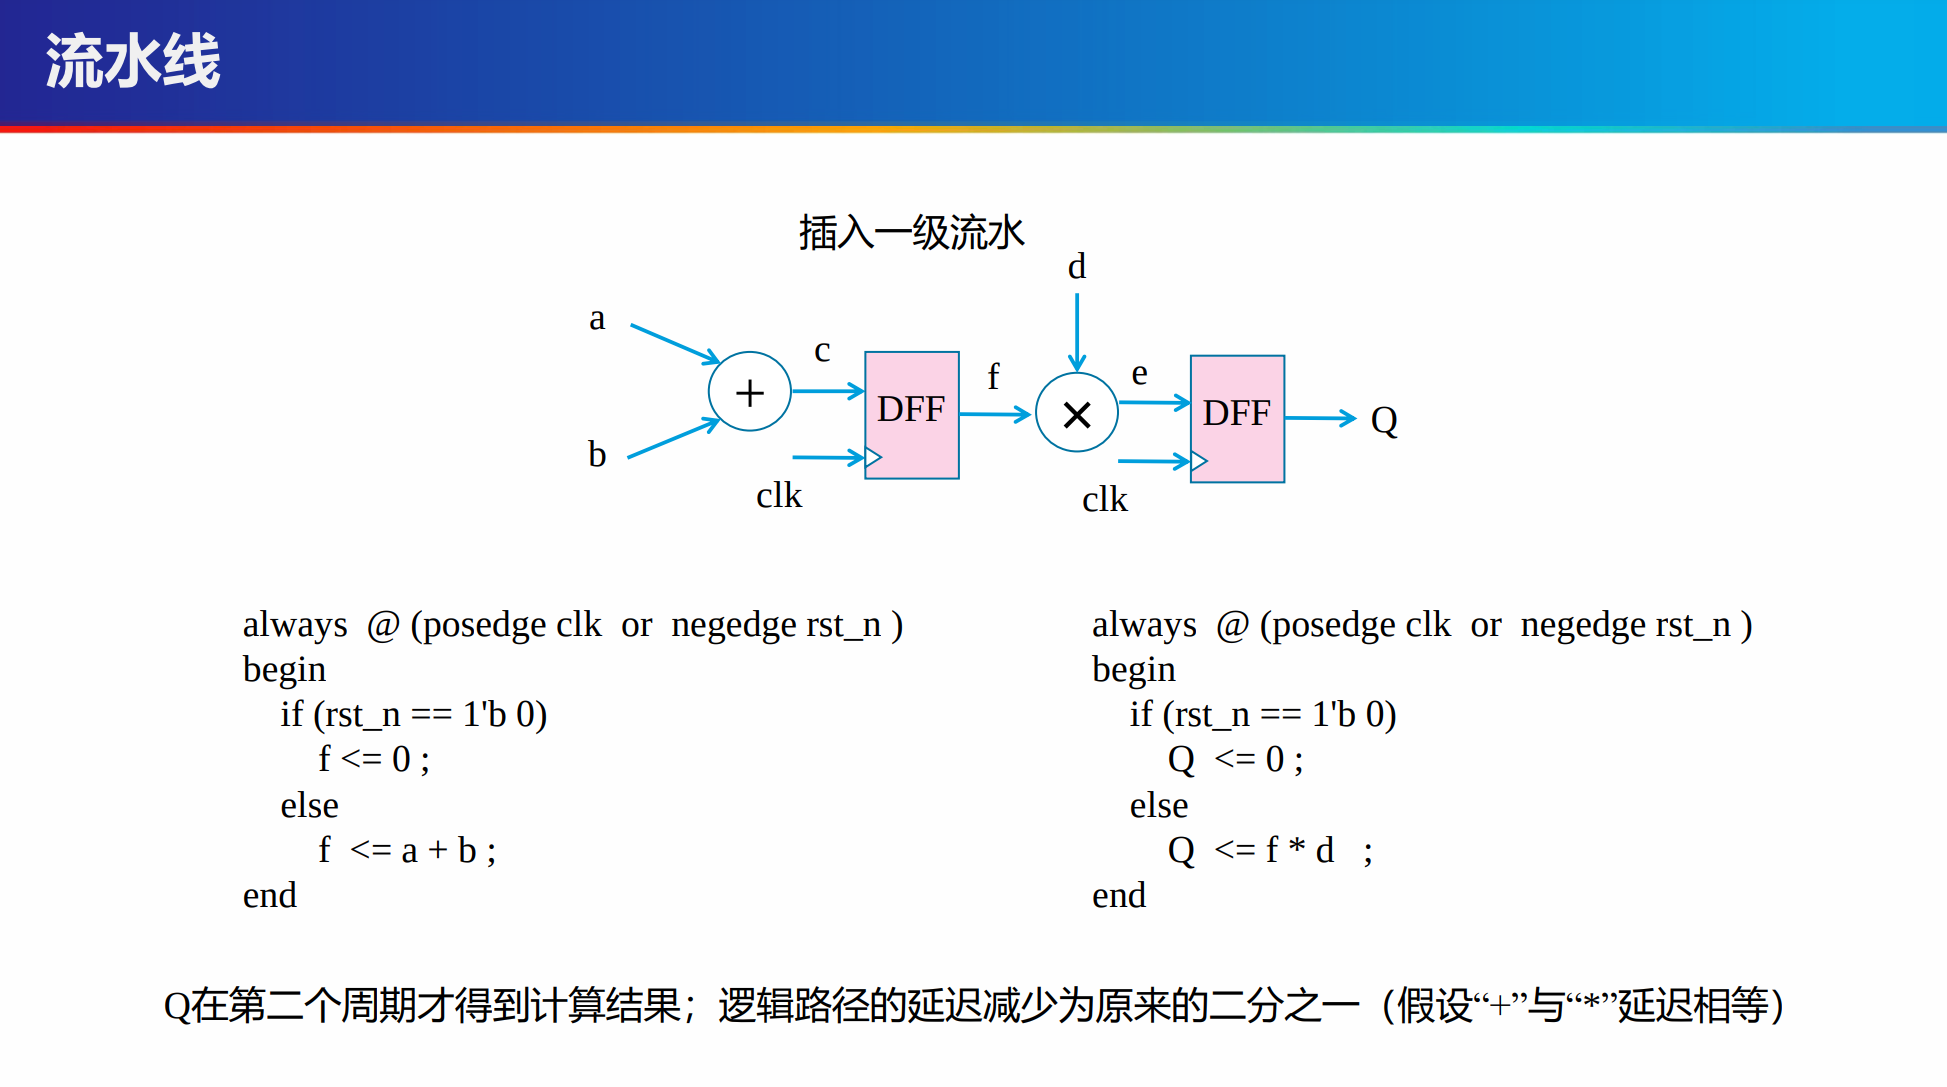 流水线
插入一级流水
d
a
c
f
e
+
×
DFF
DFF
Q
b
clk
clk
always  @ (posedge clk  or  negedge rst_n )
begin
    if (rst_n == 1'b 0)
        f <= 0 ;
    else
        f  <= a + b ;
end
always  @ (posedge clk  or  negedge rst_n )
begin
    if (rst_n == 1'b 0)
        Q  <= 0 ;
    else
        Q  <= f * d   ;
end
Q在第二个周期才得到计算结果；逻辑路径的延迟减少为原来的二分之一（假设“+”与“*”延迟相等）